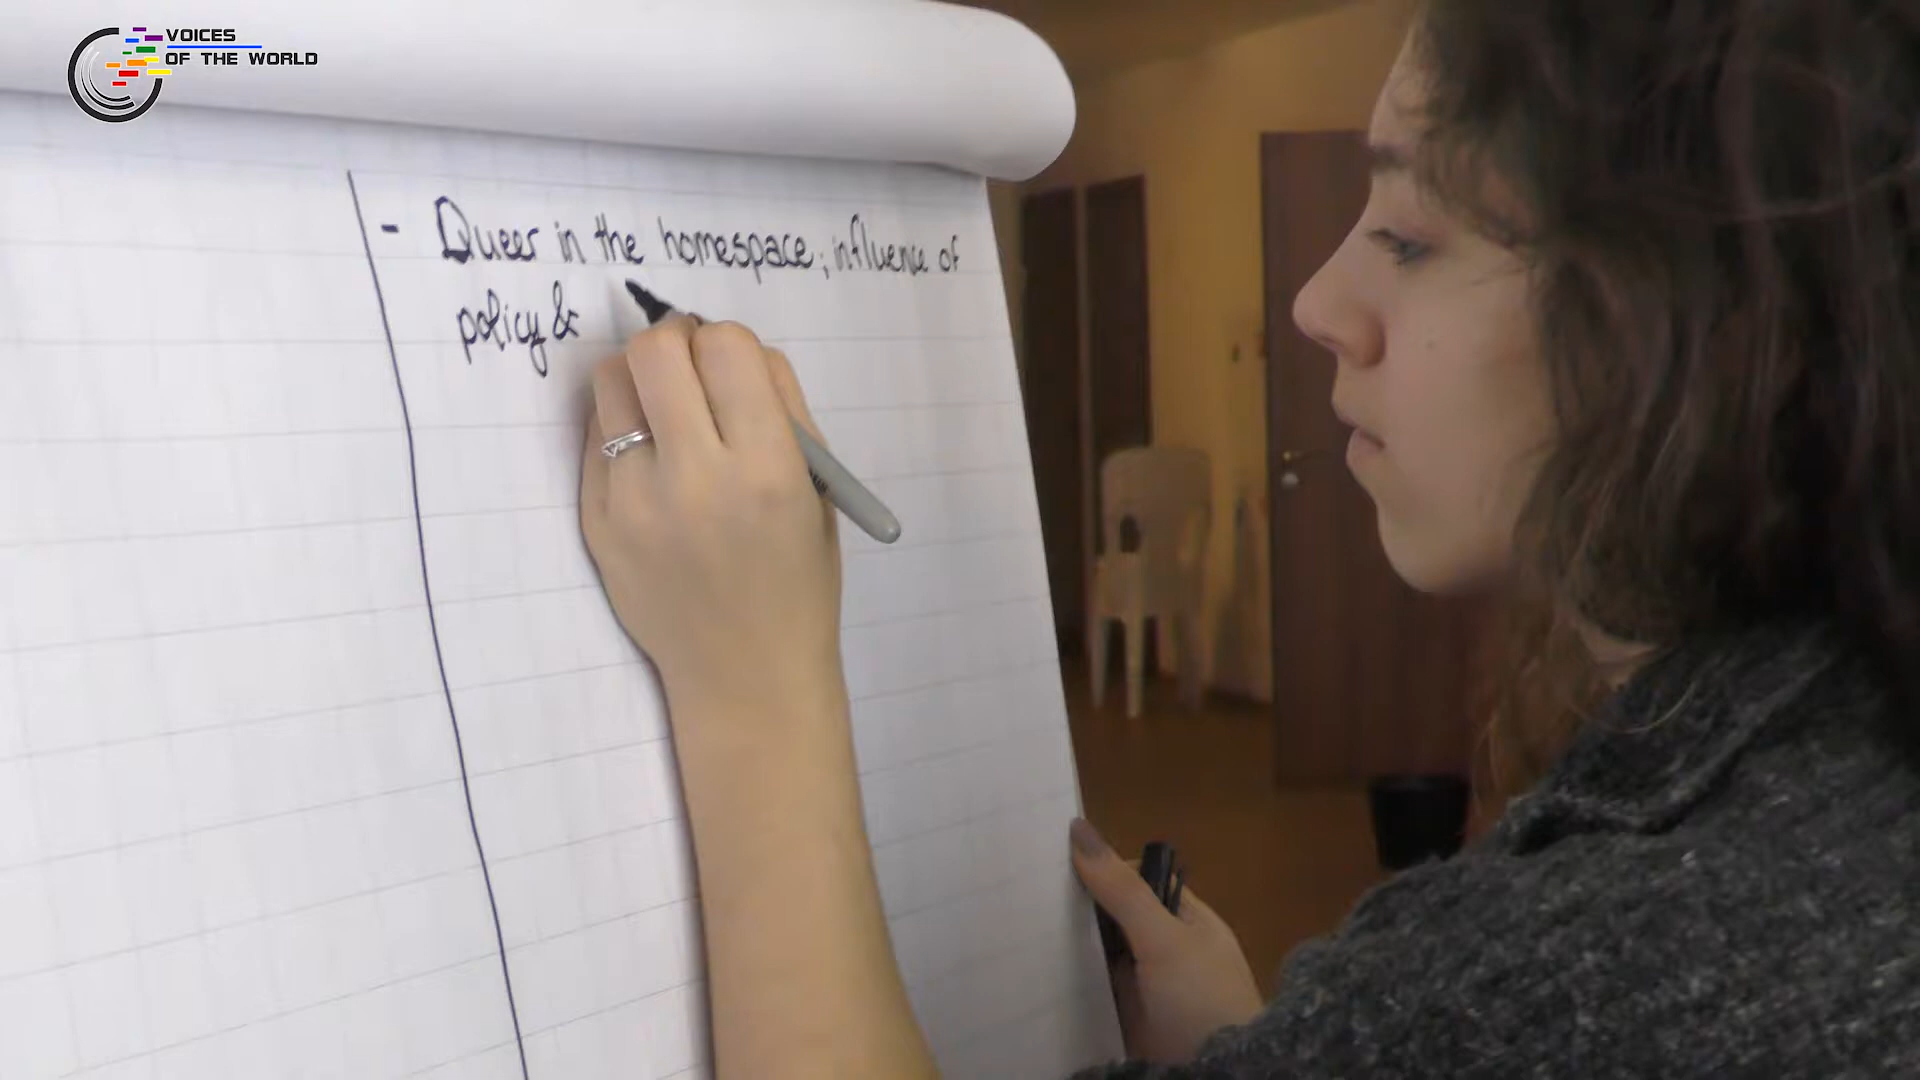 VOICES
OF THE WORLD
- Queer in the homespace; influence of
policy &